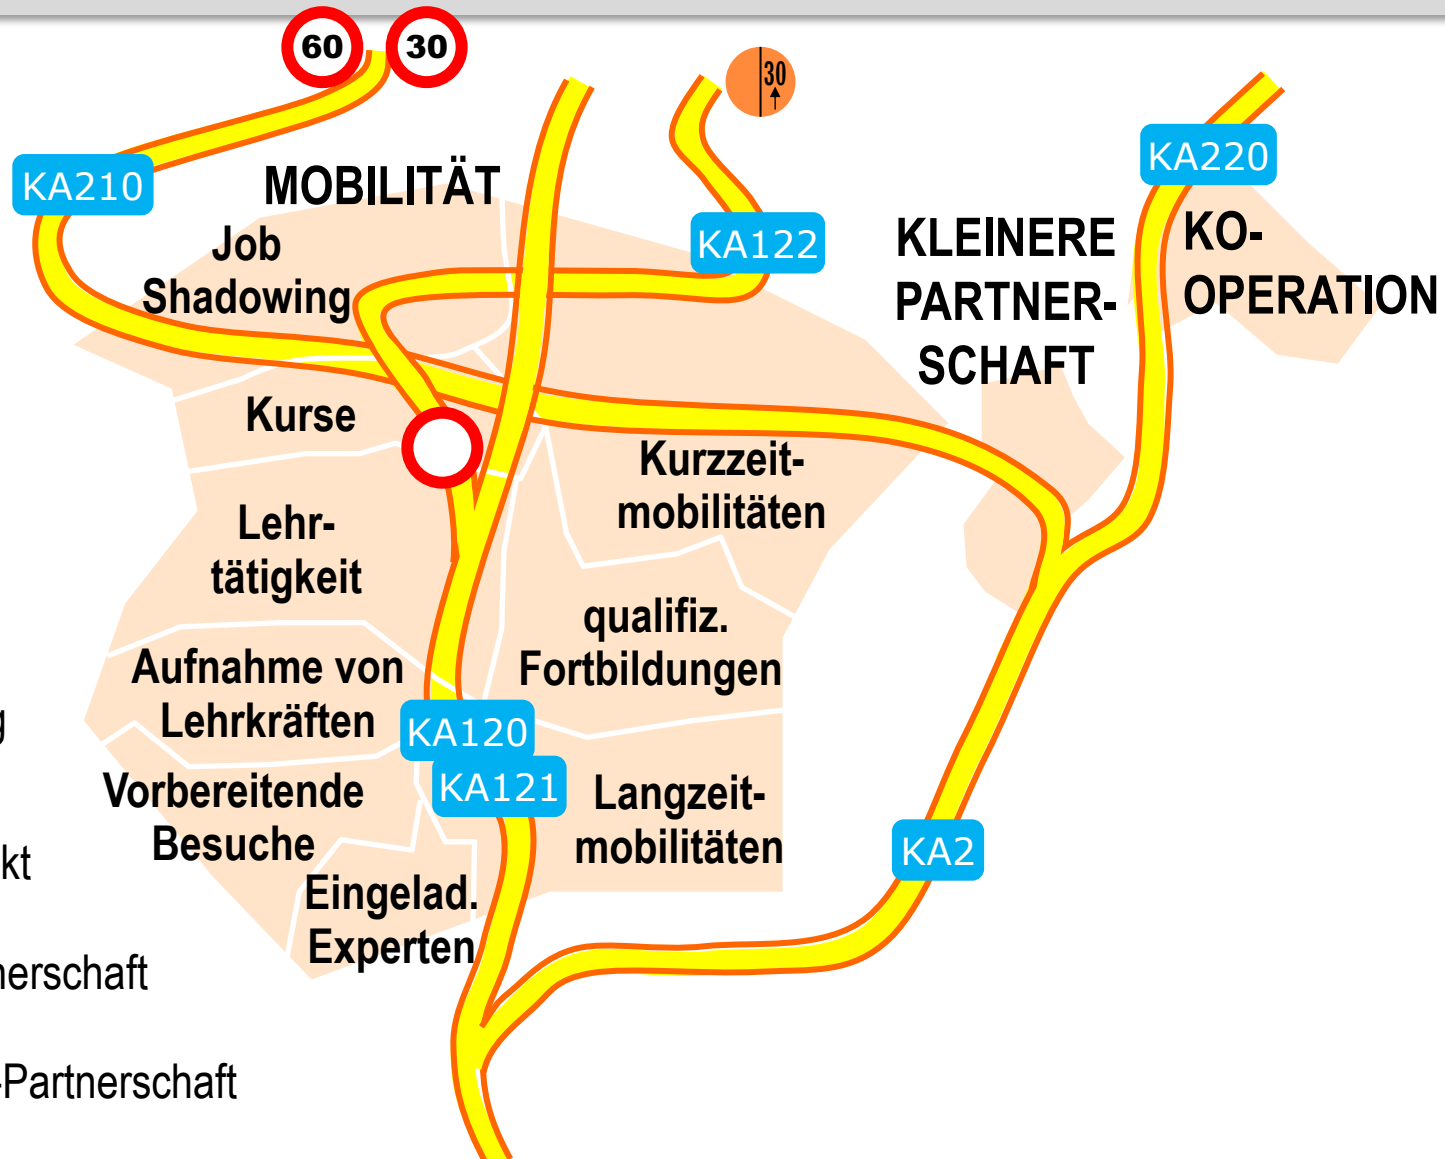 60
30
30
KA210
MOBILITÄT
KA220
Job
Shadowing
KA122
KLEINERE
PARTNER-
SCHAFT
KO-
OPERATION
Kurse
Kurzzeit-
mobilitäten
Lehr-
tätigkeit
qualifiz.
Fortbildungen
Aufnahme von
Lehrkräften
KA120
KA121
Vorbereitende
Besuche
Langzeit-
mobilitäten
KA2
Eingelad.
Experten
g
kt
nerschaft
-Partnerschaft